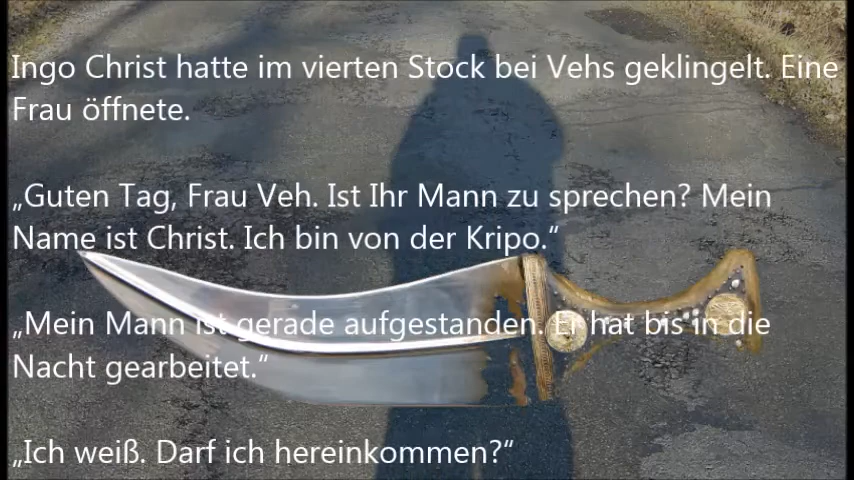 Ingo Christ hatte im vierten Stock bei Vehs geklingelt. Eine
Frau öffnete.
„Guten Tag, Frau Veh. Ist Ihr Mann zu sprechen? Mein
Name ist Christ. Ich bin von der Kripo.“
„Mein Mann ist gerade aufgestanden. Er hat bis in die
Nacht gearbeitet.“
„Ich weiß. Darf ich hereinkommen?“